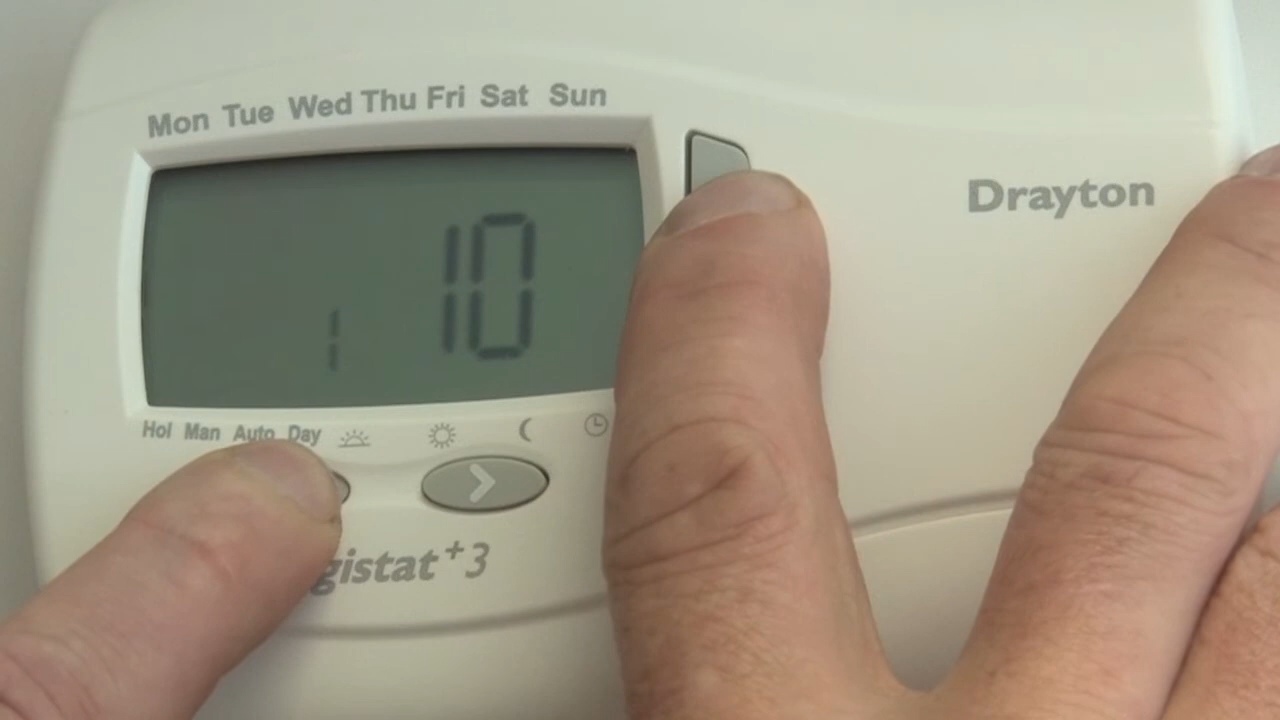 Mon Tue Wed Thu Fri Sat Sun
Drayton
10
1
Hol Man Auto Day
gistat+3